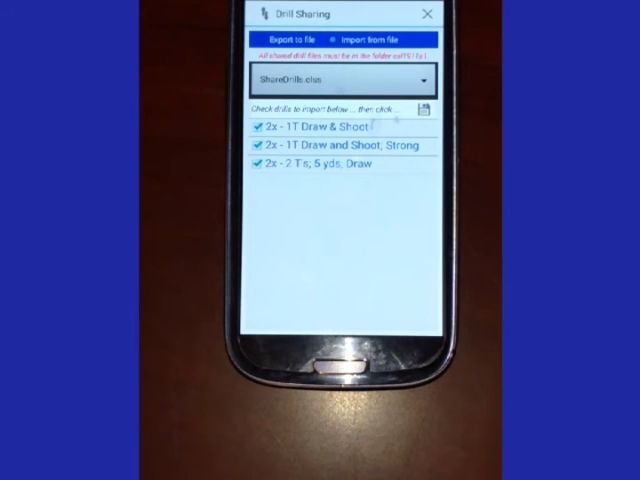 Drill Sharing
Export to file Import from file
All shared drill files must be in the folder
ShareDrills.
Check drills to import below ... then click ...
2x - 1T Draw & Shoot
2x - 1T Draw and Shoot, Strong
2x - 2 T's; 5 yds; Draw